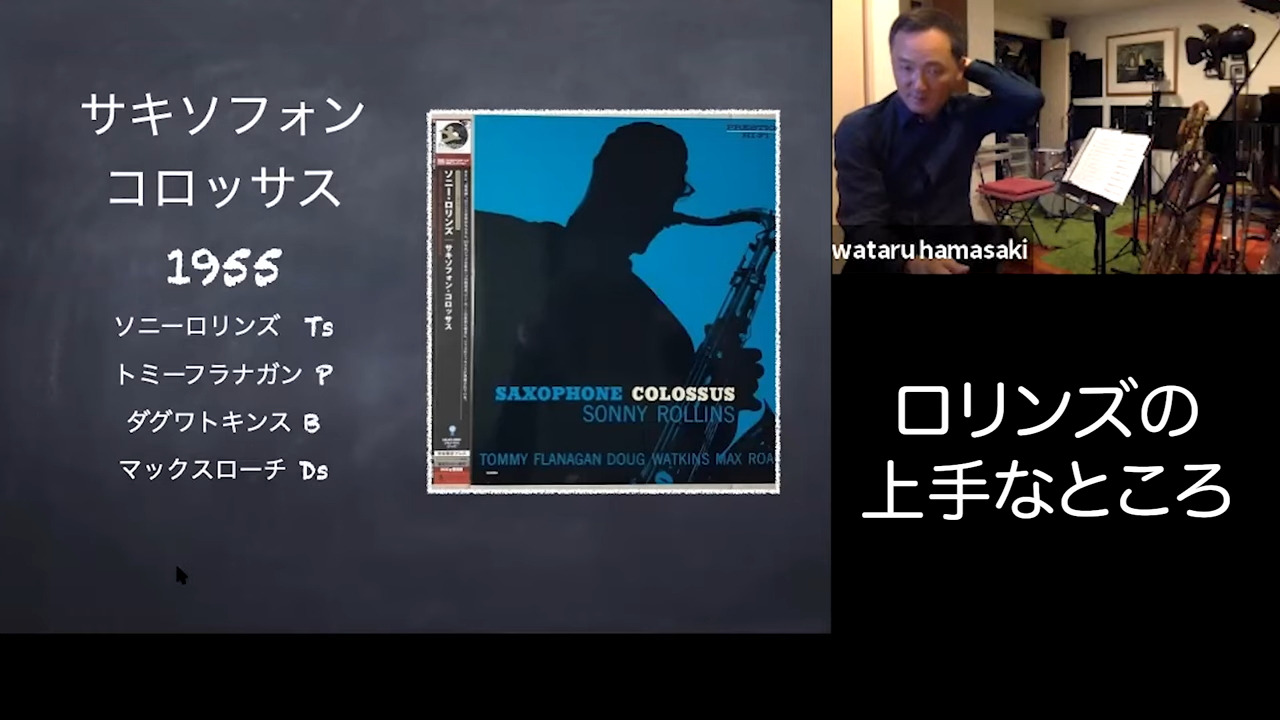 サキソフォン
コロッサス
1955
ソニーロリンズ Ts
トミーフラナガン P
ダグワトキンス B
マックスローチ Ds
ソニー・ロリンズ サキソフォン・コロッサス
SAXOPHONE COLOSSUS
SONNY ROLLINS
TOMMY FLANAGAN DOUG WATKINS MAX ROA
wataru hamasaki
ロリンズの
上手なところ